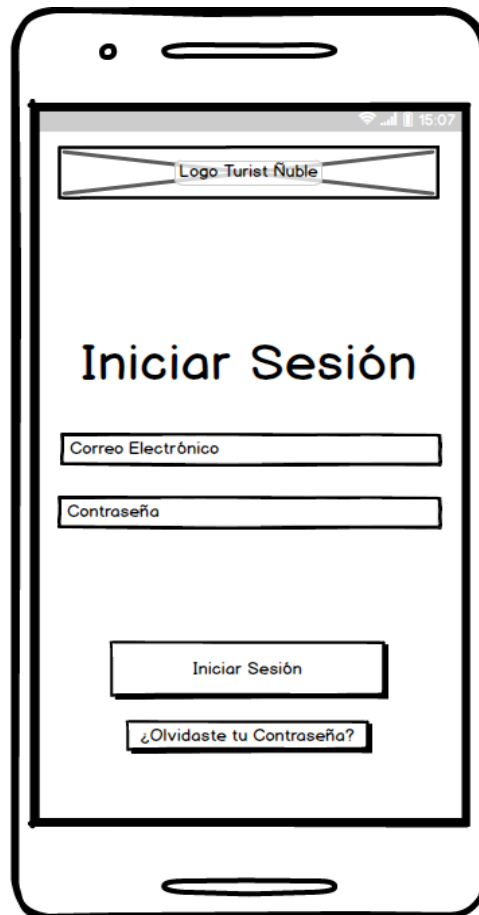 15:07
Logo Turist Ñuble
Iniciar Sesión
Correo Electrónico
Contraseña
Iniciar Sesión
¿Olvidaste tu Contraseña?